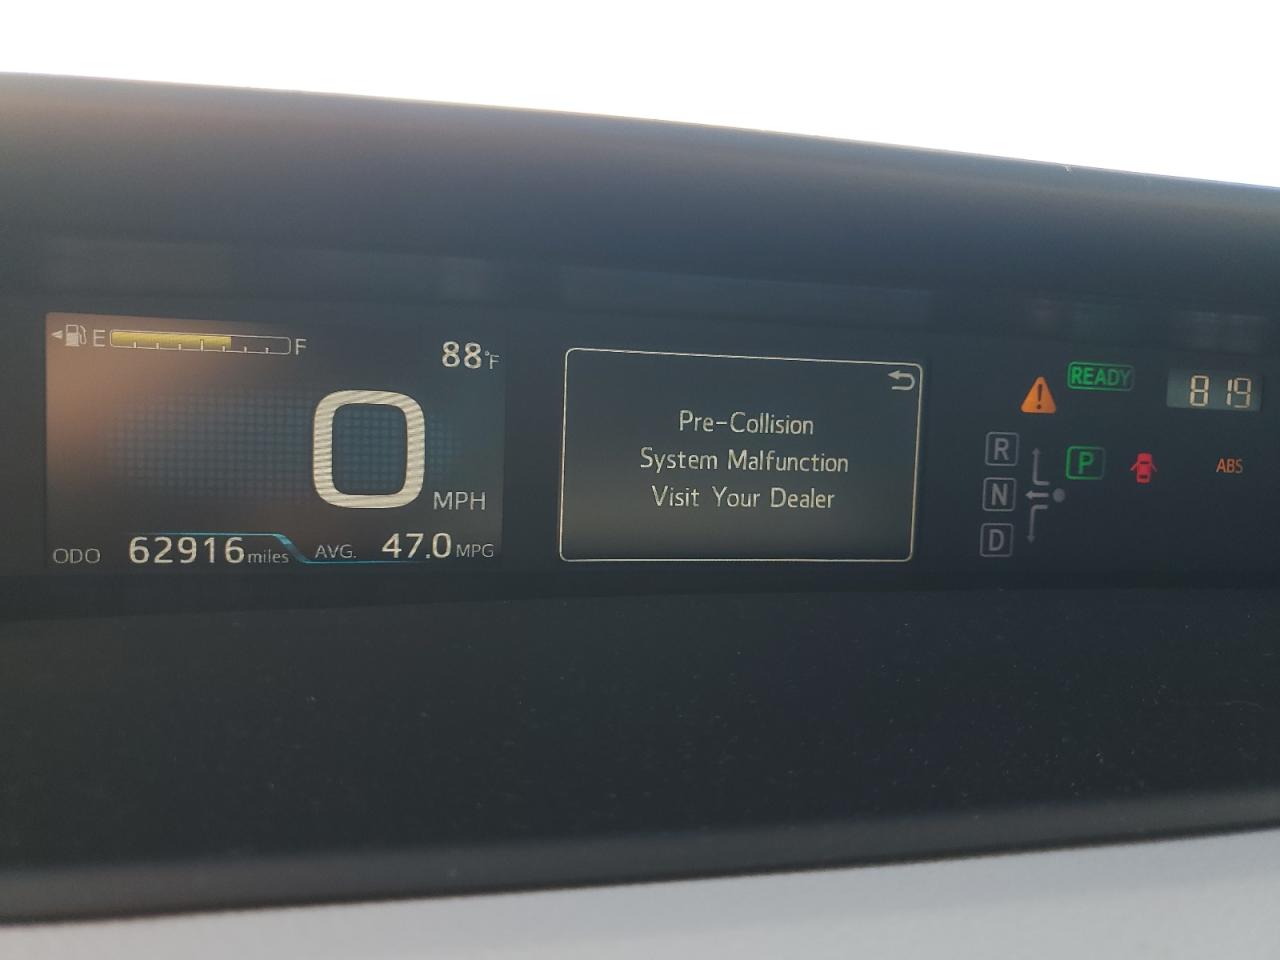 E F
88°F
0 MPH
ODO 62916 miles AVG. 47.0 MPG
Pre-Collision
System Malfunction
Visit Your Dealer
READY
8 19
R
P
ABS
N
D